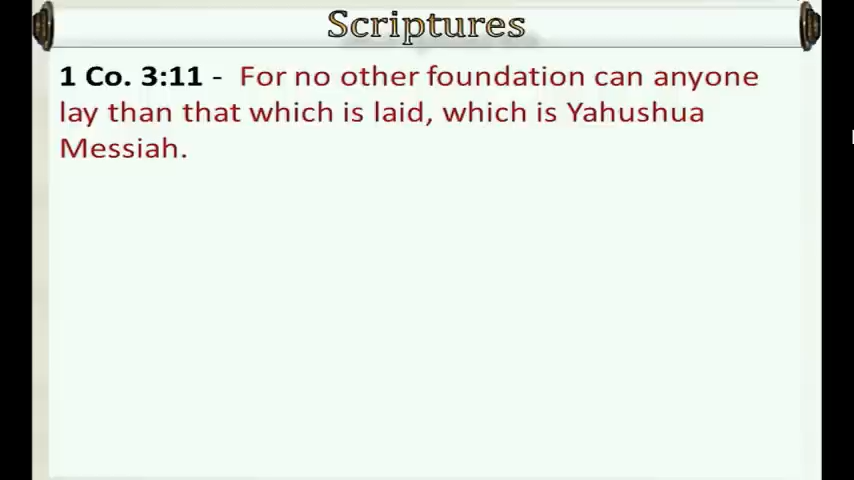 Scriptures
1 Co. 3:11 - For no other foundation can anyone
lay than that which is laid, which is Yahushua
Messiah.